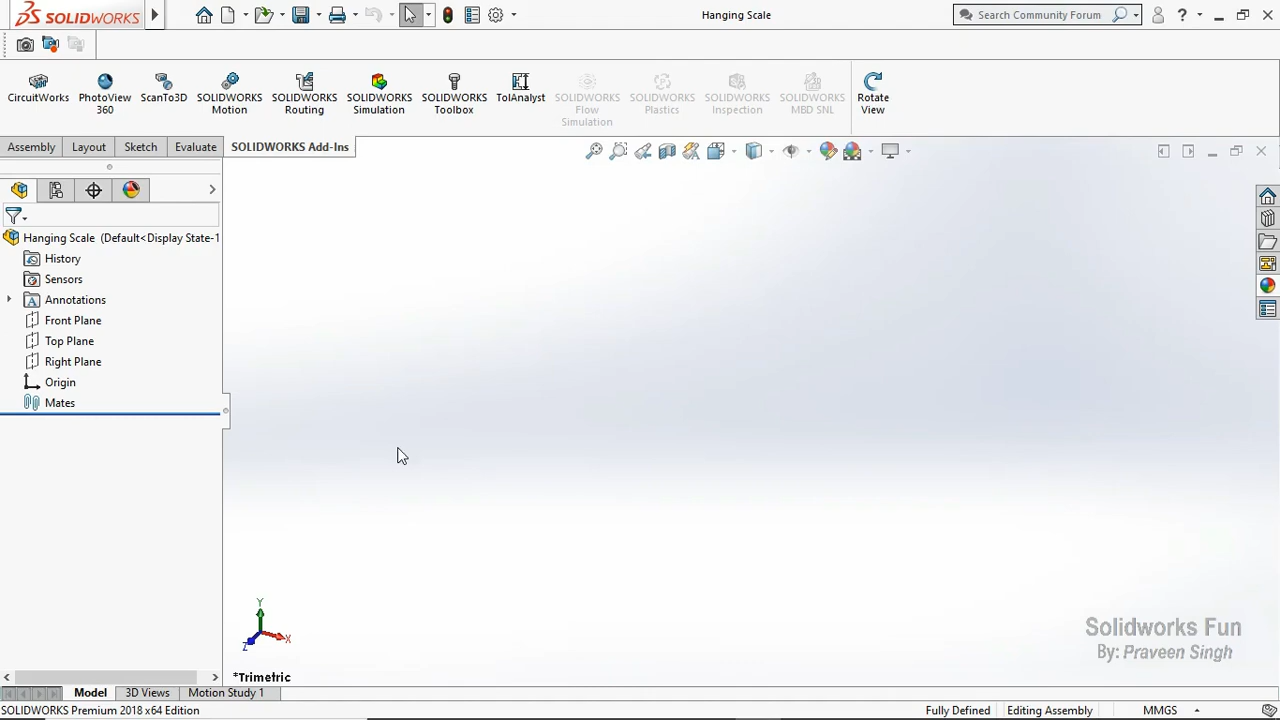 SOLIDWORKS
Hanging Scale
Search Community Forum
?
CircuitWorks
PhotoView 360
ScanTo3D
SOLIDWORKS Motion
SOLIDWORKS Routing
SOLIDWORKS Simulation
SOLIDWORKS Toolbox
TolAnalyst
SOLIDWORKS Flow Simulation
SOLIDWORKS Plastics
SOLIDWORKS Inspection
SOLIDWORKS MBD SNL
Rotate View
Assembly
Layout
Sketch
Evaluate
SOLIDWORKS Add-Ins
Hanging Scale (Default<Display State-1
History
Sensors
Annotations
Front Plane
Top Plane
Right Plane
Origin
Mates
Y
X
Z
*Trimetric
Solidworks Fun
By: Praveen Singh
Model
3D Views
Motion Study 1
SOLIDWORKS Premium 2018 x64 Edition
Fully Defined
Editing Assembly
MMGS